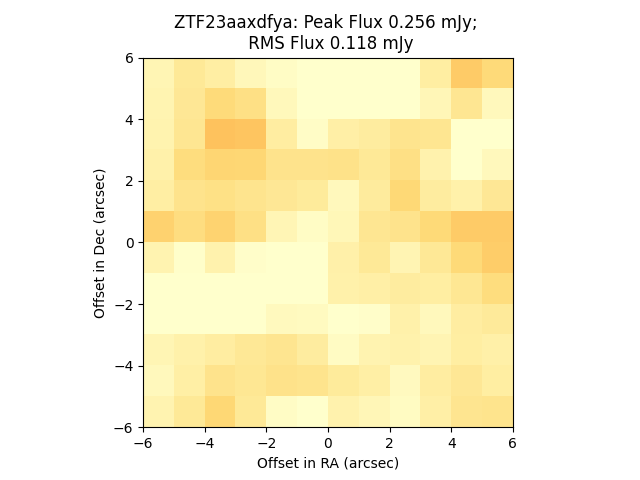 ZTF23aaxdfya: Peak Flux 0.256 mJy;
RMS Flux 0.118 mJy
6
4
2
0
−2
−4
−6
Offset in Dec (arcsec)
−6 −4 −2 0 2 4 6
Offset in RA (arcsec)